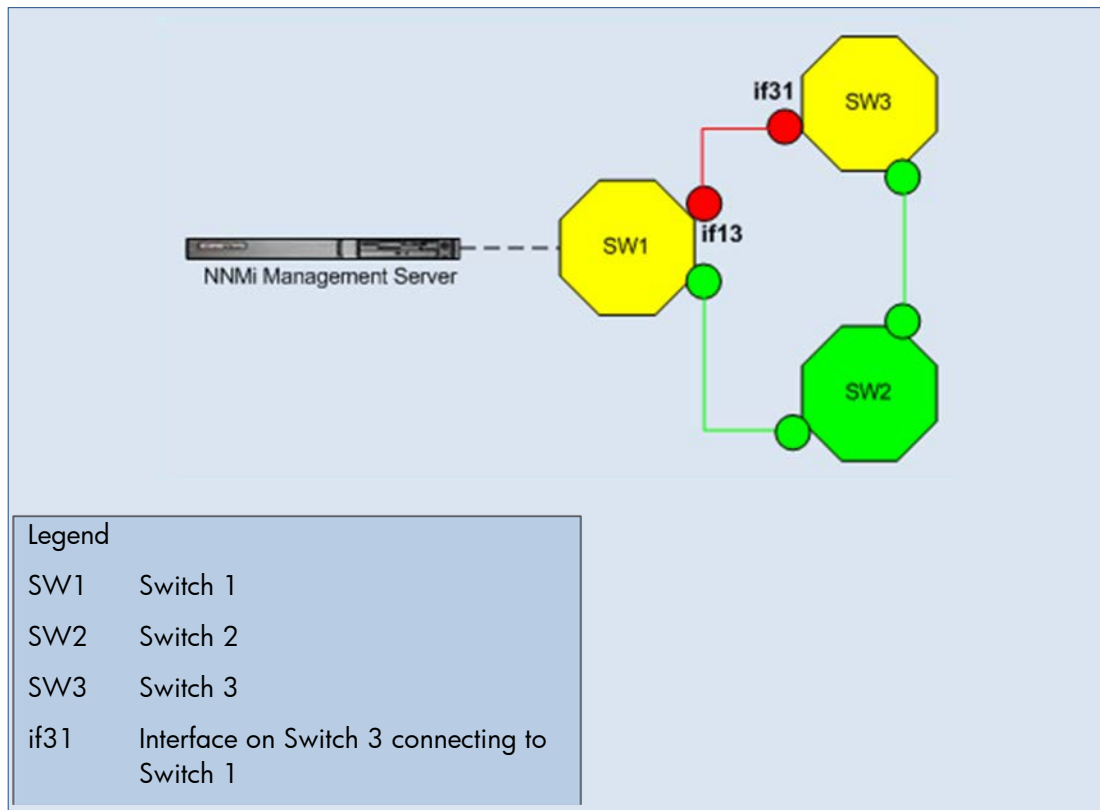 if31
SW3
SW1
if13
NNMi Management Server
SW2
Legend
SW1 Switch 1
SW2 Switch 2
SW3 Switch 3
if31 Interface on Switch 3 connecting to
Switch 1